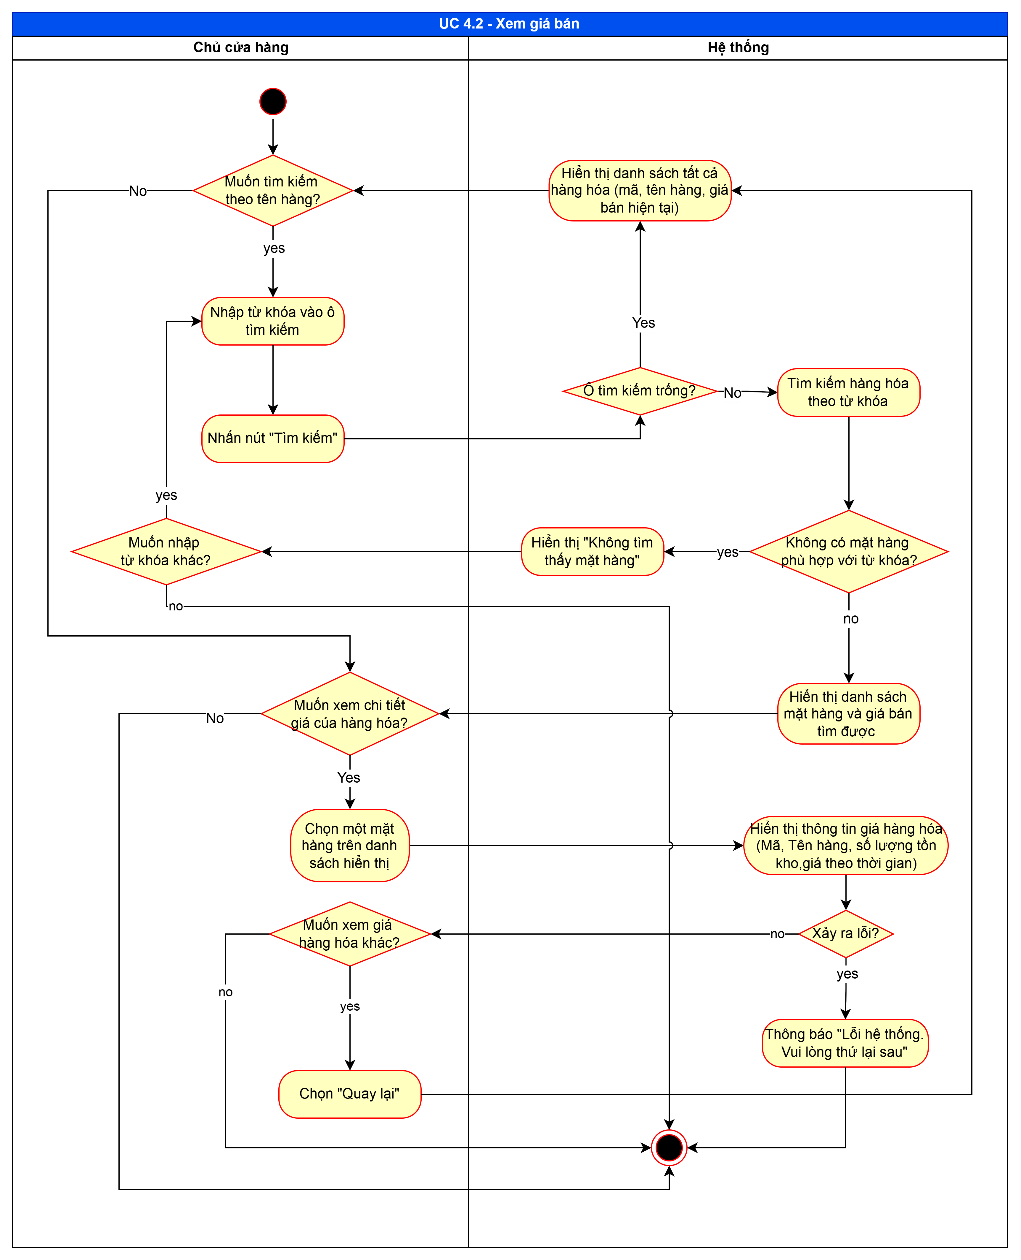 UC 4.2 - Xem giá bán
Chủ cửa hàng
Hệ thống
Muốn tìm kiếm
theo tên hàng?
No
yes
Hiển thị danh sách tất cả
hàng hóa (mã, tên hàng, giá
bán hiện tại)
Nhập từ khóa vào ô
tìm kiếm
Yes
Ô tìm kiếm trống?
No
Tìm kiếm hàng hóa
theo từ khóa
Nhấn nút "Tìm kiếm"
yes
Muốn nhập
từ khóa khác?
Hiển thị "Không tìm
thấy mặt hàng"
yes
Không có mặt hàng
phù hợp với từ khóa?
no
no
Muốn xem chi tiết
giá của hàng hóa?
No
Hiển thị danh sách
mặt hàng và giá bán
tìm được
Yes
Chọn một mặt
hàng trên danh
sách hiển thị
Hiển thị thông tin giá hàng hóa
(Mã, Tên hàng, số lượng tồn
kho,giá theo thời gian)
Muốn xem giá
hàng hóa khác?
no
Xảy ra lỗi?
no
yes
yes
Thông báo "Lỗi hệ thống.
Vui lòng thử lại sau"
Chọn "Quay lại"